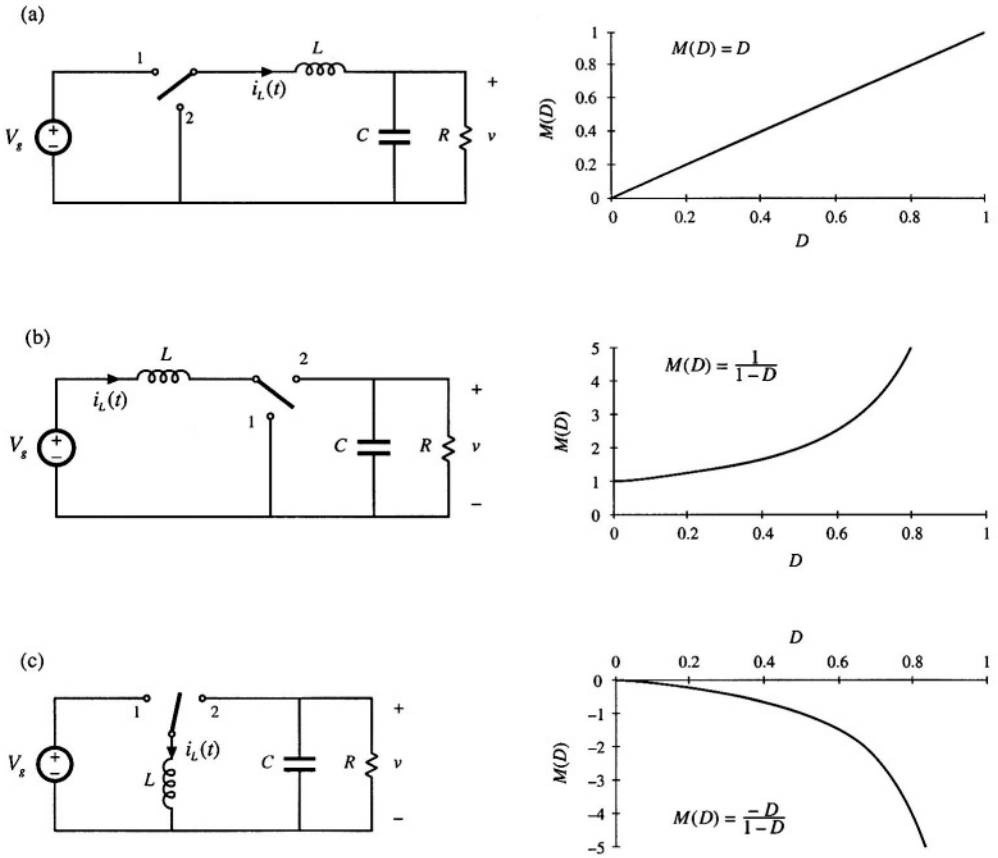 (a)
1
2
L
i_L(t)
V_g
+
−
C
R
+
v
M(D) = D
M(D)
1
0.8
0.6
0.4
0.2
0
0 0.2 0.4 0.6 0.8 1
D
(b)
L
i_L(t)
2
1
V_g
+
−
C
R
+
v
−
M(D) = 1/(1−D)
M(D)
5
4
3
2
1
0
0 0.2 0.4 0.6 0.8 1
D
(c)
1
2
i_L(t)
L
V_g
+
−
C
R
+
v
−
D
0 0.2 0.4 0.6 0.8 1
M(D)
0
−1
−2
−3
−4
−5
M(D) = −D/(1−D)